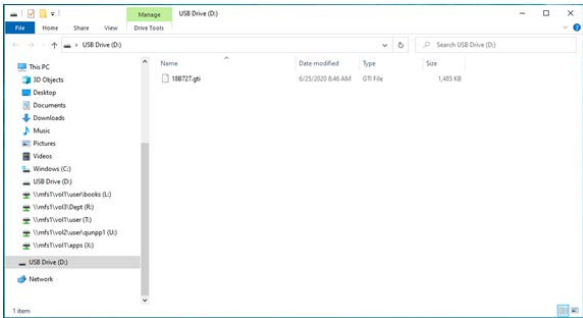 Manage
USB Drive (D:)
File
Home
Share
View
Drive Tools
USB Drive (D:)
Search USB Drive (D:)
This PC
3D Objects
Desktop
Documents
Downloads
Music
Pictures
Videos
Windows (C:)
USB Drive (D:)
\\mfs1\vol1\user\books (L:)
\\mfs1\vol3\Dept (R:)
\\mfs1\vol1\user (T:)
\\mfs1\vol2\user\qunpp1 (U:)
\\mfs1\vol1\apps (X:)
USB Drive (D:)
Network
Name
Date modified
Type
Size
188727.gti
6/25/2020 8:46 AM
GTI File
1,485 KB
1 item